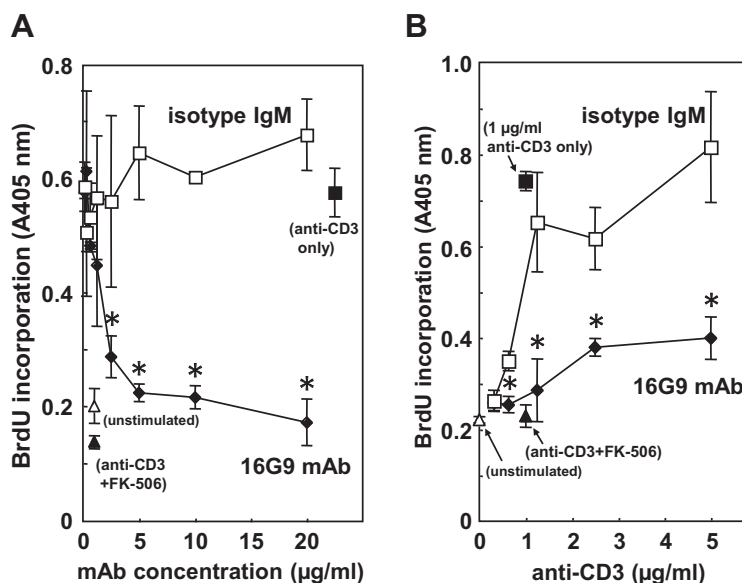 A
0.8
0.6
0.4
0.2
0
BrdU incorporation (A405 nm)
isotype IgM
(anti-CD3
only)
*
*
*
*
(unstimulated)
(anti-CD3
+FK-506)
16G9 mAb
0
5
10
15
20
mAb concentration (µg/ml)
B
1.0
0.8
0.6
0.4
0.2
0
BrdU incorporation (A405 nm)
(1 µg/ml
anti-CD3 only)
isotype IgM
*
*
*
*
16G9 mAb
(anti-CD3+FK-506)
(unstimulated)
0
1
2
3
4
5
anti-CD3 (µg/ml)